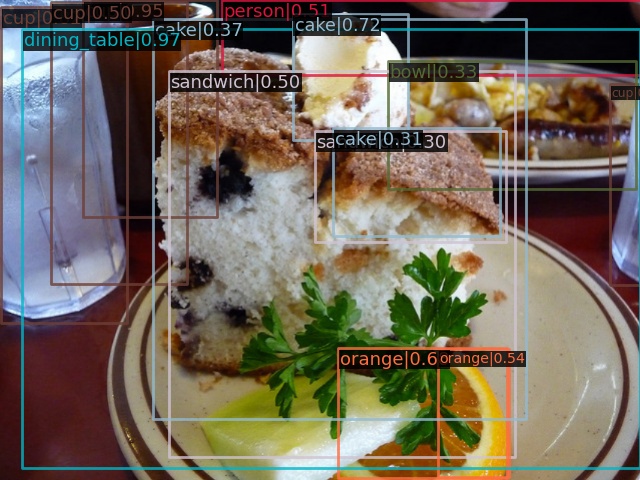 person|0.51
cup|0.50
.95
cup|0
cake|0.72
cake|0.37
dining_table|0.97
bowl|0.33
sandwich|0.50
cup|
cake|0.31
sa
30
orange|0.6
orange|0.54